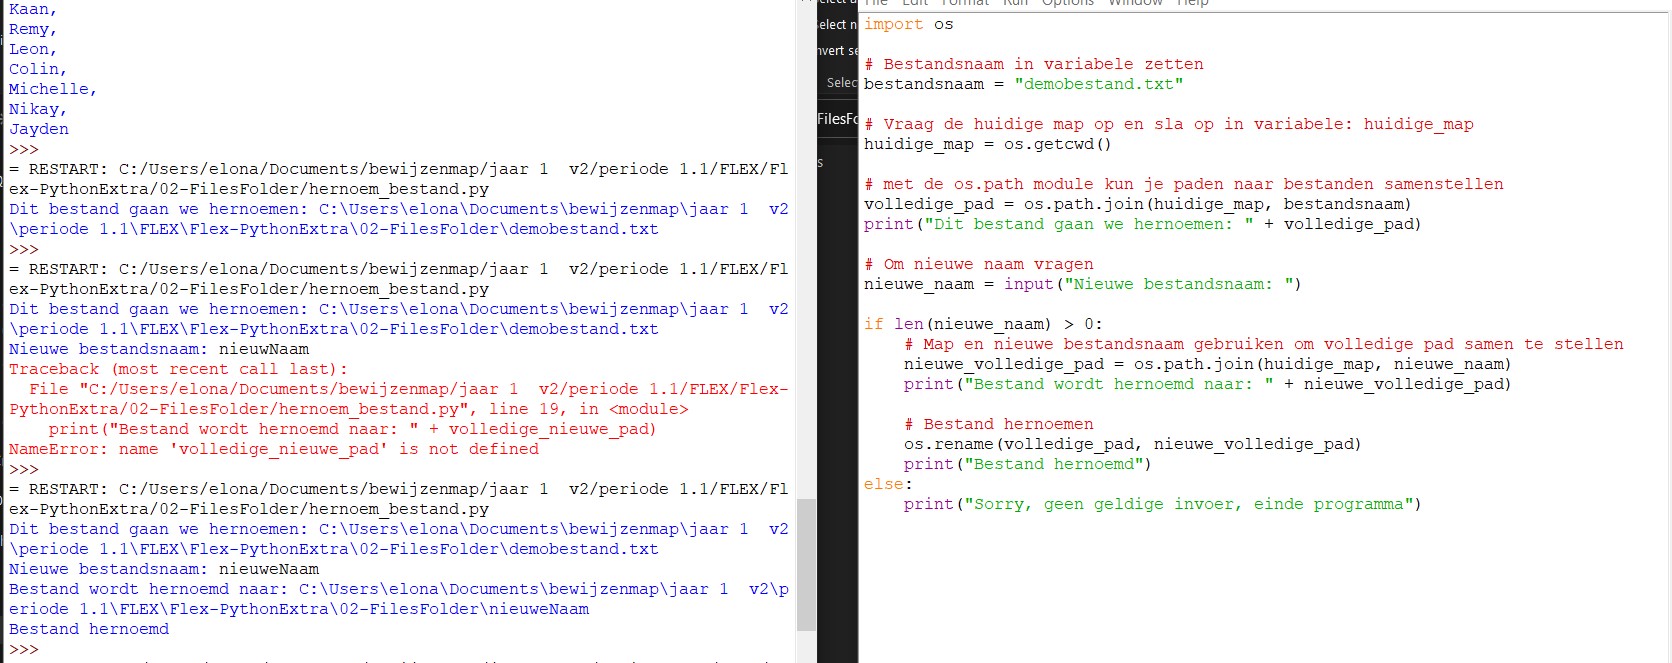 Kaan,
Remy,
Leon,
Colin,
Michelle,
Nikay,
Jayden
>>>
= RESTART: C:/Users/elona/Documents/bewijzenmap/jaar 1  v2/periode 1.1/FLEX/Fl
ex-PythonExtra/02-FilesFolder/hernoem_bestand.py
Dit bestand gaan we hernoemen: C:\Users\elona\Documents\bewijzenmap\jaar 1  v2
\periode 1.1\FLEX\Flex-PythonExtra\02-FilesFolder\demobestand.txt
>>>
= RESTART: C:/Users/elona/Documents/bewijzenmap/jaar 1  v2/periode 1.1/FLEX/Fl
ex-PythonExtra/02-FilesFolder/hernoem_bestand.py
Dit bestand gaan we hernoemen: C:\Users\elona\Documents\bewijzenmap\jaar 1  v2
\periode 1.1\FLEX\Flex-PythonExtra\02-FilesFolder\demobestand.txt
Nieuwe bestandsnaam: nieuwNaam
Traceback (most recent call last):
  File "C:/Users/elona/Documents/bewijzenmap/jaar 1  v2/periode 1.1/FLEX/Flex-
PythonExtra/02-FilesFolder/hernoem_bestand.py", line 19, in <module>
    print("Bestand wordt hernoemd naar: " + volledige_nieuwe_pad)
NameError: name 'volledige_nieuwe_pad' is not defined
>>>
= RESTART: C:/Users/elona/Documents/bewijzenmap/jaar 1  v2/periode 1.1/FLEX/Fl
ex-PythonExtra/02-FilesFolder/hernoem_bestand.py
Dit bestand gaan we hernoemen: C:\Users\elona\Documents\bewijzenmap\jaar 1  v2
\periode 1.1\FLEX\Flex-PythonExtra\02-FilesFolder\demobestand.txt
Nieuwe bestandsnaam: nieuweNaam
Bestand wordt hernoemd naar: C:\Users\elona\Documents\bewijzenmap\jaar 1  v2\p
eriode 1.1\FLEX\Flex-PythonExtra\02-FilesFolder\nieuweNaam
Bestand hernoemd
>>>
elect n
nvert se
Selec
FilesFo
s
File Edit Format Run Options Window Help
import os

# Bestandsnaam in variabele zetten
bestandsnaam = "demobestand.txt"

# Vraag de huidige map op en sla op in variabele: huidige_map
huidige_map = os.getcwd()

# met de os.path module kun je paden naar bestanden samenstellen
volledige_pad = os.path.join(huidige_map, bestandsnaam)
print("Dit bestand gaan we hernoemen: " + volledige_pad)

# Om nieuwe naam vragen
nieuwe_naam = input("Nieuwe bestandsnaam: ")

if len(nieuwe_naam) > 0:
    # Map en nieuwe bestandsnaam gebruiken om volledige pad samen te stellen
    nieuwe_volledige_pad = os.path.join(huidige_map, nieuwe_naam)
    print("Bestand wordt hernoemd naar: " + nieuwe_volledige_pad)

    # Bestand hernoemen
    os.rename(volledige_pad, nieuwe_volledige_pad)
    print("Bestand hernoemd")
else:
    print("Sorry, geen geldige invoer, einde programma")